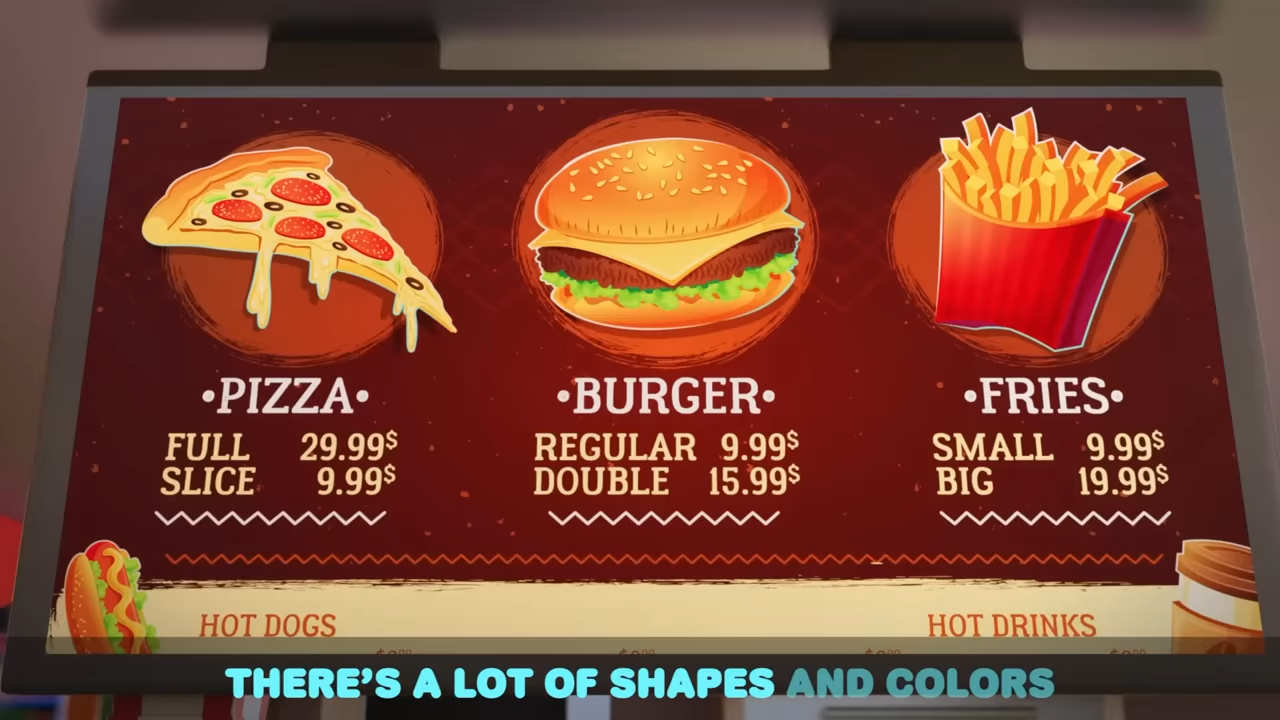 •PIZZA•
FULL 29.99$
SLICE 9.99$
•BURGER•
REGULAR 9.99$
DOUBLE 15.99$
•FRIES•
SMALL 9.99$
BIG 19.99$
HOT DOGS
HOT DRINKS
THERE'S A LOT OF SHAPES AND COLORS